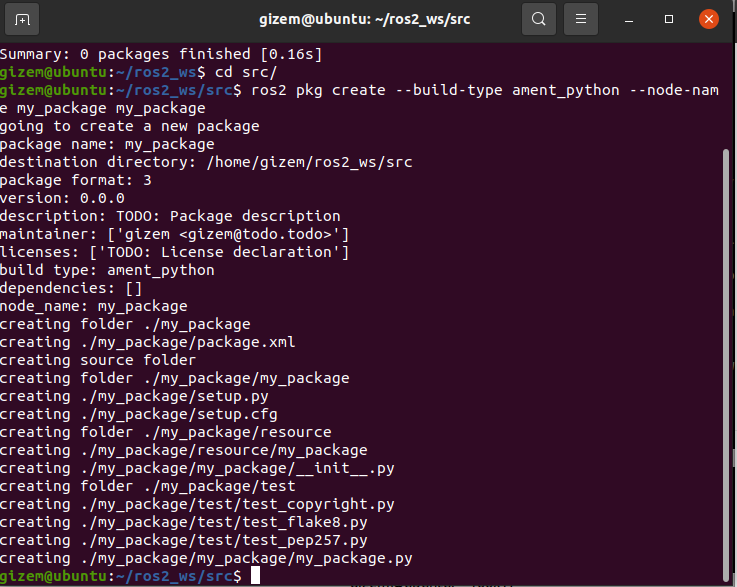 gizem@ubuntu: ~/ros2_ws/src
Summary: 0 packages finished [0.16s]
gizem@ubuntu:~/ros2_ws$ cd src/
gizem@ubuntu:~/ros2_ws/src$ ros2 pkg create --build-type ament_python --node-nam
e my_package my_package
going to create a new package
package name: my_package
destination directory: /home/gizem/ros2_ws/src
package format: 3
version: 0.0.0
description: TODO: Package description
maintainer: ['gizem <gizem@todo.todo>']
licenses: ['TODO: License declaration']
build type: ament_python
dependencies: []
node_name: my_package
creating folder ./my_package
creating ./my_package/package.xml
creating source folder
creating folder ./my_package/my_package
creating ./my_package/setup.py
creating ./my_package/setup.cfg
creating folder ./my_package/resource
creating ./my_package/resource/my_package
creating ./my_package/my_package/__init__.py
creating folder ./my_package/test
creating ./my_package/test/test_copyright.py
creating ./my_package/test/test_flake8.py
creating ./my_package/test/test_pep257.py
creating ./my_package/my_package/my_package.py
gizem@ubuntu:~/ros2_ws/src$